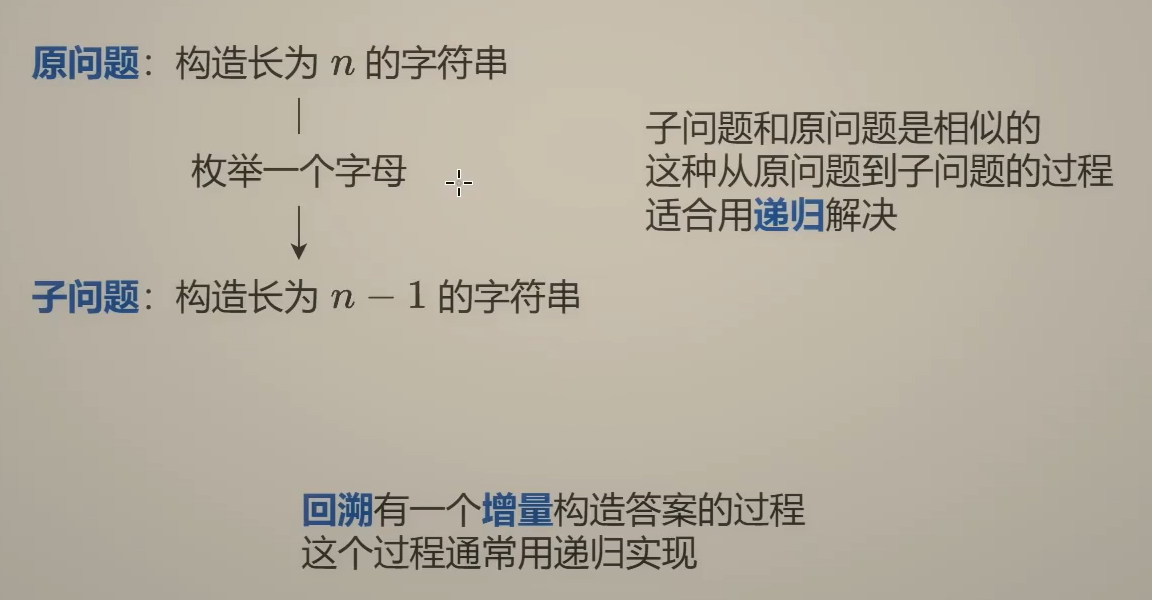 原问题：构造长为 n 的字符串
枚举一个字母
子问题：构造长为 n − 1 的字符串
子问题和原问题是相似的
这种从原问题到子问题的过程
适合用递归解决
回溯有一个增量构造答案的过程
这个过程通常用递归实现